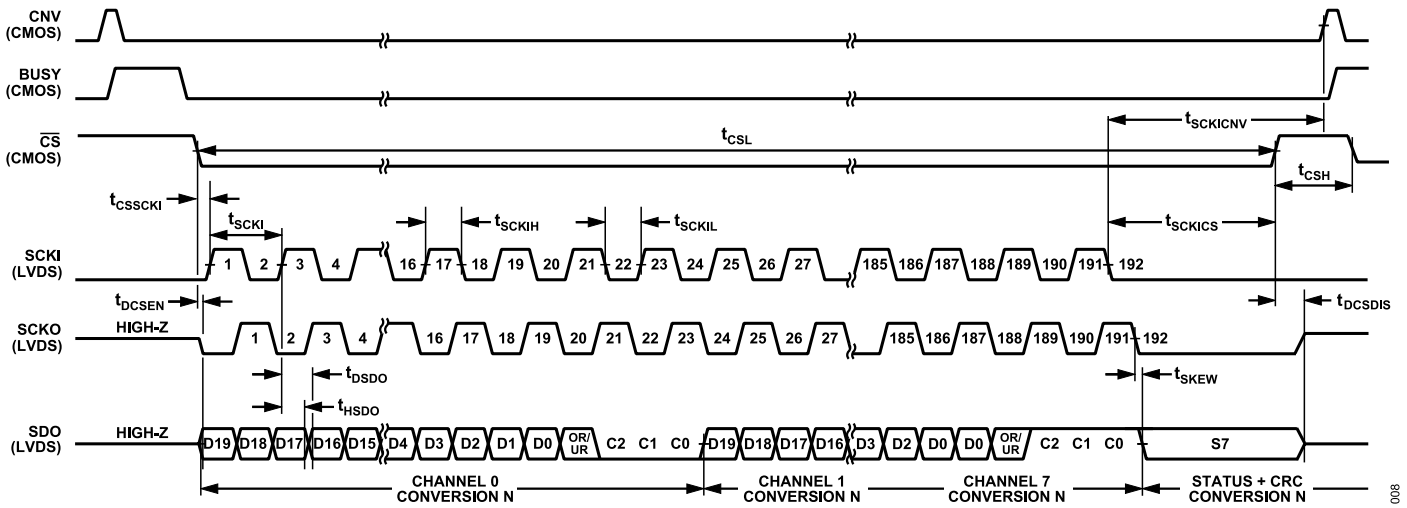 CNV
(CMOS)
BUSY
(CMOS)
tSCKICNV
CS
(CMOS)
tCSL
tCSH
tCSSCKI
tSCKI
tSCKIH
tSCKIL
tSCKICS
SCKI
(LVDS)
1 2 3 4 16 17 18 19 20 21 22 23 24 25 26 27 185 186 187 188 189 190 191 192
tDCSEN
tDCSDIS
SCKO
(LVDS)
HIGH-Z
1 2 3 4 16 17 18 19 20 21 22 23 24 25 26 27 185 186 187 188 189 190 191 192
tDSDO
tSKEW
tHSDO
SDO
(LVDS)
HIGH-Z
D19 D18 D17 D16 D15 D4 D3 D2 D1 D0 OR/UR C2 C1 C0 D19 D18 D17 D16 D3 D2 D0 D0 OR/UR C2 C1 C0 S7
CHANNEL 0
CONVERSION N
CHANNEL 1
CONVERSION N
CHANNEL 7
CONVERSION N
STATUS + CRC
CONVERSION N
008